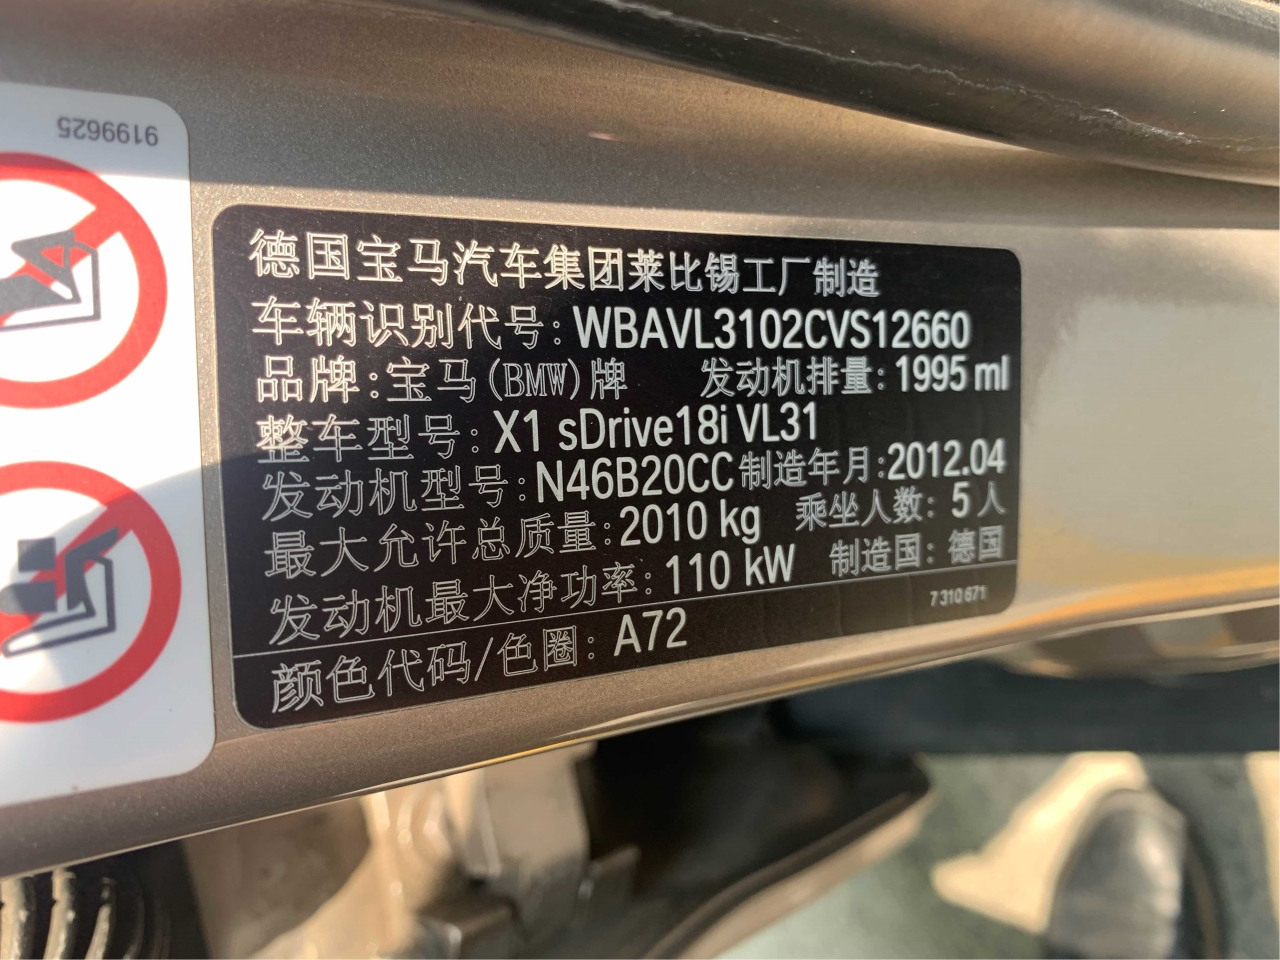 9199625
德国宝马汽车集团莱比锡工厂制造
车辆识别代号: WBAVL3102CVS12660
品牌:宝马(BMW)牌 发动机排量: 1995 ml
整车型号: X1 sDrive18i VL31
发动机型号: N46B20CC 制造年月:2012.04
最大允许总质量: 2010 kg 乘坐人数: 5 人
发动机最大净功率: 110 kW 制造国: 德国
7 310 671
颜色代码/色圈: A72